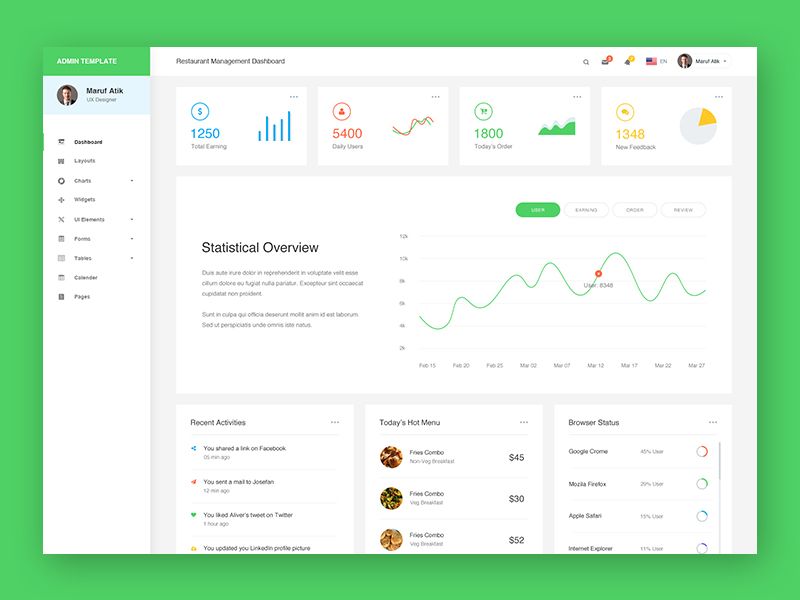 ADMIN TEMPLATE
Restaurant Management Dashboard
EN
Maruf Atik
Maruf Atik
UX Designer
Dashboard
Layouts
Charts
Widgets
UI Elements
Forms
Tables
Calender
Pages
1250
Total Earning
5400
Daily Users
1800
Today's Order
1348
New Feedback
USER
EARNING
ORDER
REVIEW
Statistical Overview
Duis aute irure dolor in reprehenderit in voluptate velit esse
cillum dolore eu fugiat nulla pariatur. Excepteur sint occaecat
cupidatat non proident.
Sunt in culpa qui officia deserunt mollit anim id est laborum.
Sed ut perspiciatis unde omnis iste natus.
12k
10k
8k
6k
4k
2k
User: 8348
Feb 15
Feb 20
Feb 25
Mar 02
Mar 07
Mar 12
Mar 17
Mar 22
Mar 27
Recent Activities
You shared a link on Facebook
05 min ago
You sent a mail to Josefan
12 min ago
You liked Aliver's tweet on Twitter
1 hour ago
You updated you LinkedIn profile picture
Today's Hot Menu
Fries Combo
Non-Veg Breakfast
$45
Fries Combo
Veg Breakfast
$30
Fries Combo
Veg Breakfast
$52
Browser Status
Google Crome
45% User
Mozila Firefox
29% User
Apple Safari
15% User
Internet Explorer
11% User